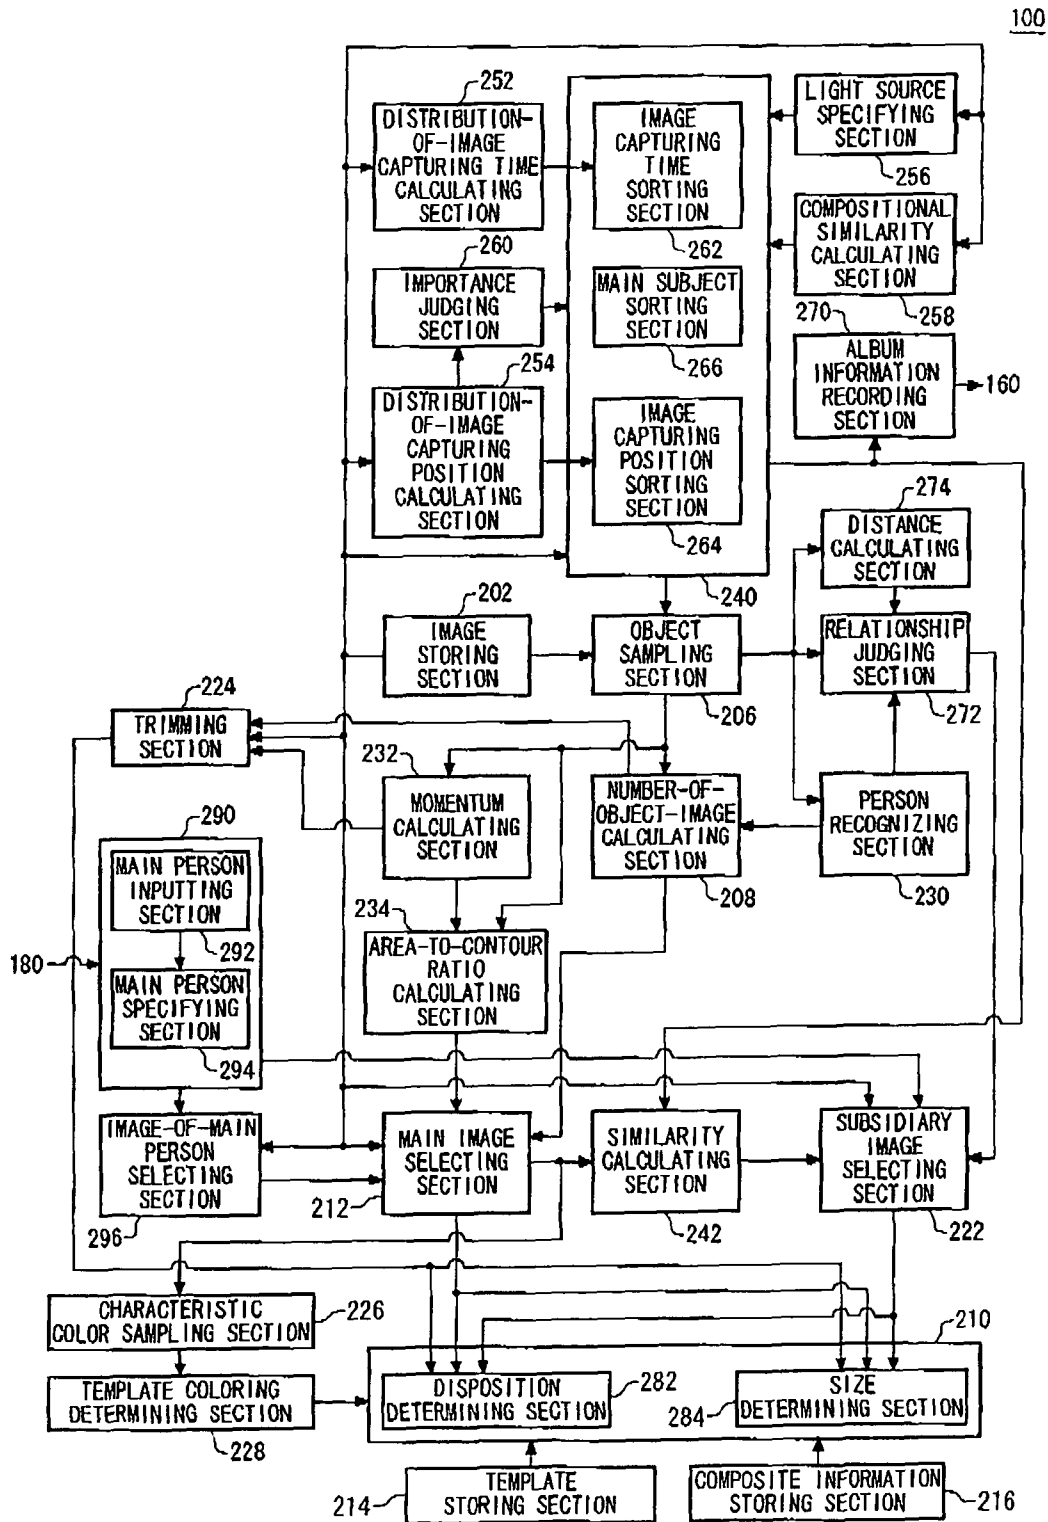 100
252
DISTRIBUTION-
OF-IMAGE
CAPTURING TIME
CALCULATING
SECTION
IMAGE
CAPTURING
TIME
SORTING
SECTION
262
LIGHT SOURCE
SPECIFYING
SECTION
256
COMPOSITIONAL
SIMILARITY
CALCULATING
SECTION
258
260
IMPORTANCE
JUDGING
SECTION
MAIN SUBJECT
SORTING
SECTION
266
270
ALBUM
INFORMATION
RECORDING
SECTION
160
254
DISTRIBUTION-
OF-IMAGE
CAPTURING
POSITION
CALCULATING
SECTION
IMAGE
CAPTURING
POSITION
SORTING
SECTION
264
240
274
DISTANCE
CALCULATING
SECTION
202
IMAGE
STORING
SECTION
OBJECT
SAMPLING
SECTION
206
RELATIONSHIP
JUDGING
SECTION
272
224
TRIMMING
SECTION
232
MOMENTUM
CALCULATING
SECTION
NUMBER-OF-
OBJECT-IMAGE
CALCULATING
SECTION
208
PERSON
RECOGNIZING
SECTION
230
290
MAIN PERSON
INPUTTING
SECTION
292
180
MAIN PERSON
SPECIFYING
SECTION
294
234
AREA-TO-CONTOUR
RATIO
CALCULATING
SECTION
IMAGE-OF-MAIN
PERSON
SELECTING
SECTION
296
MAIN IMAGE
SELECTING
SECTION
212
SIMILARITY
CALCULATING
SECTION
242
SUBSIDIARY
IMAGE
SELECTING
SECTION
222
CHARACTERISTIC
COLOR SAMPLING SECTION
226
TEMPLATE COLORING
DETERMINING SECTION
228
210
DISPOSITION
DETERMINING SECTION
282
SIZE
DETERMINING SECTION
284
TEMPLATE
STORING SECTION
214
COMPOSITE INFORMATION
STORING SECTION
216